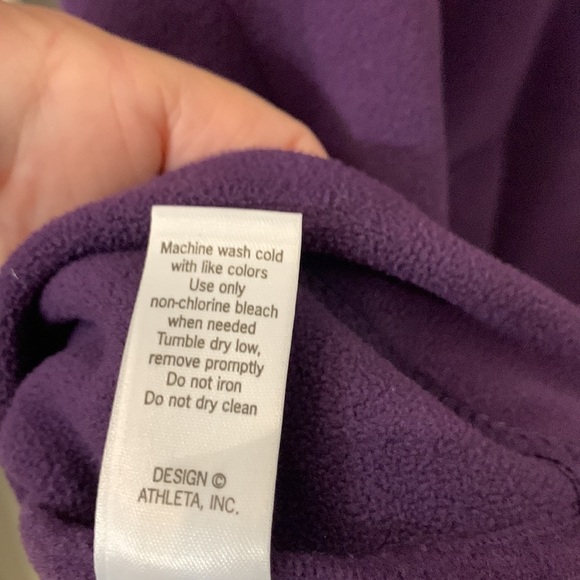 Machine wash cold
with like colors
Use only
non-chlorine bleach
when needed
Tumble dry low,
remove promptly
Do not iron
Do not dry clean
DESIGN ©
ATHLETA, INC.